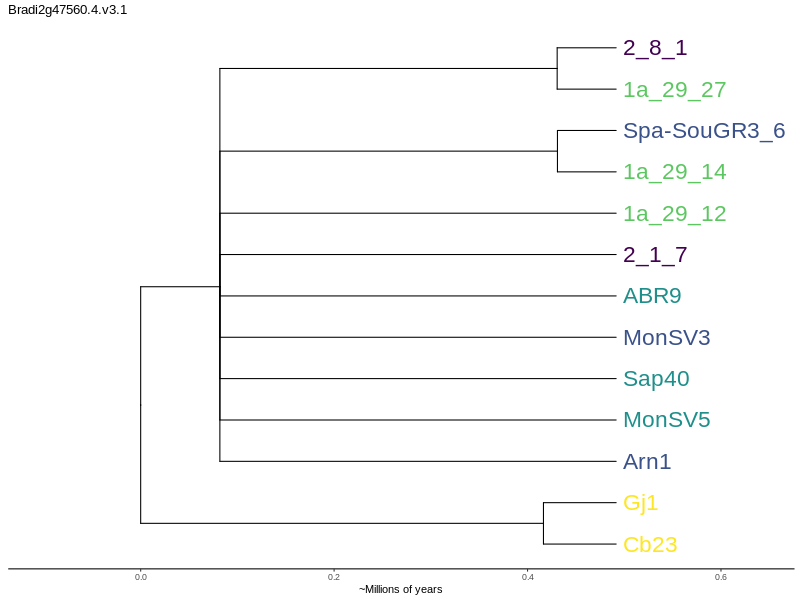 Bradi2g47560.4.v3.1
2_8_1
1a_29_27
Spa-SouGR3_6
1a_29_14
1a_29_12
2_1_7
ABR9
MonSV3
Sap40
MonSV5
Arn1
Gj1
Cb23
0.0 0.2 0.4 0.6
~Millions of years